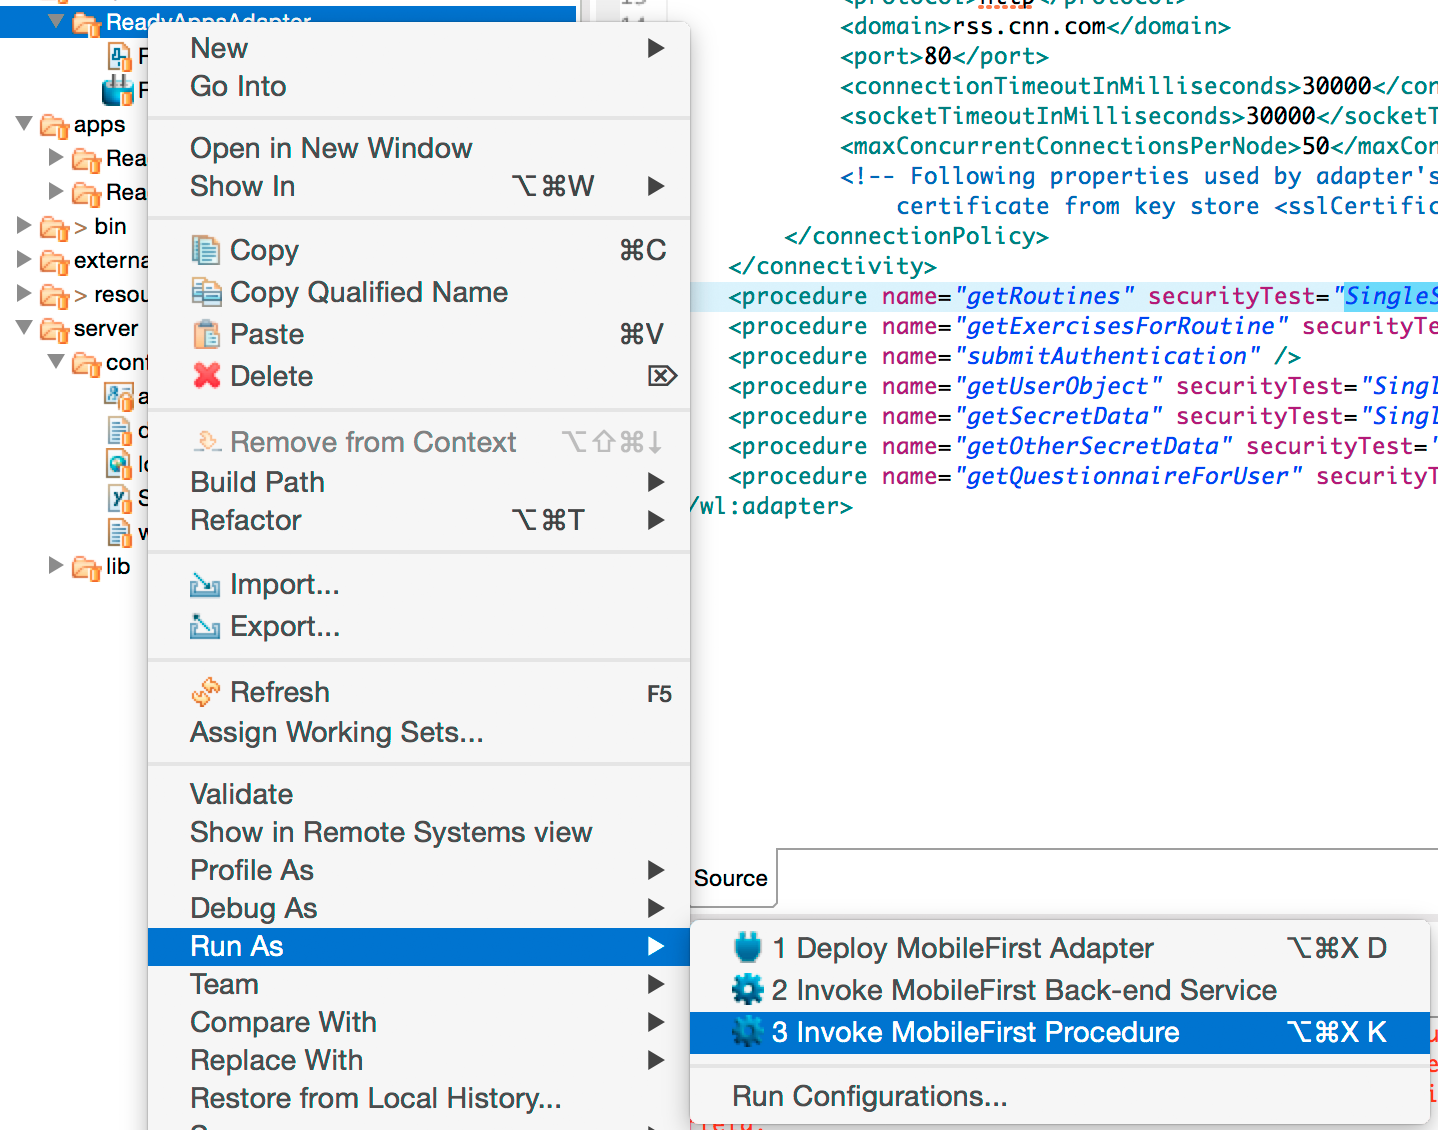 ReadyAppsAdapter
apps
Rea
Rea
> bin
externa
> resou
server
conf
lib
New
Go Into
Open in New Window
Show In ⌥⌘W
Copy ⌘C
Copy Qualified Name
Paste ⌘V
Delete ⌦
Remove from Context ⌥⇧⌘↓
Build Path
Refactor ⌥⌘T
Import...
Export...
Refresh F5
Assign Working Sets...
Validate
Show in Remote Systems view
Profile As
Debug As
Run As
Team
Compare With
Replace With
Restore from Local History...
1 Deploy MobileFirst Adapter ⌥⌘X D
2 Invoke MobileFirst Back-end Service
3 Invoke MobileFirst Procedure ⌥⌘X K
Run Configurations...
<protocol>http</protocol>
14 <domain>rss.cnn.com</domain>
<port>80</port>
<connectionTimeoutInMilliseconds>30000</con
<socketTimeoutInMilliseconds>30000</socketT
<maxConcurrentConnectionsPerNode>50</maxCon
<!-- Following properties used by adapter's
certificate from key store <sslCertific
</connectionPolicy>
</connectivity>
<procedure name="getRoutines" securityTest="SingleS
<procedure name="getExercisesForRoutine" securityTe
<procedure name="submitAuthentication" />
<procedure name="getUserObject" securityTest="Singl
<procedure name="getSecretData" securityTest="Singl
<procedure name="getOtherSecretData" securityTest="
<procedure name="getQuestionnaireForUser" securityT
/wl:adapter>
Source